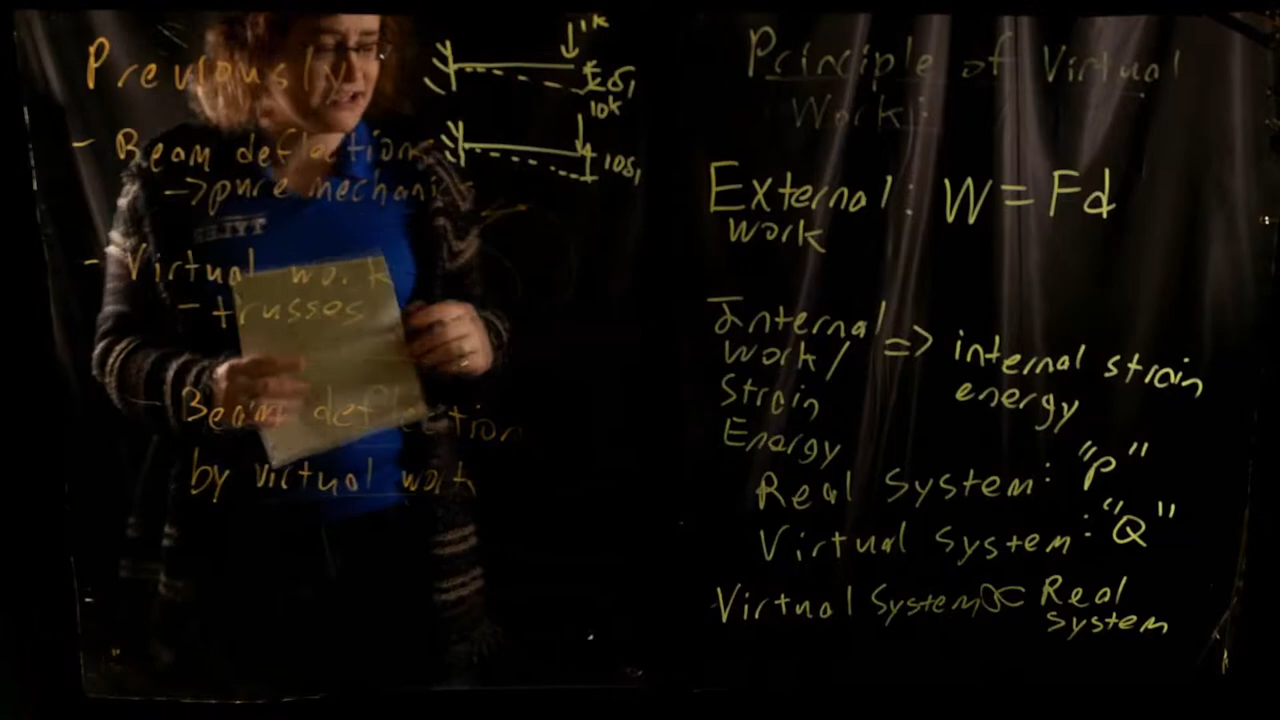 Previously
- Beam deflections
->pure mechanics
- Virtual work
- trusses
- Beam deflection
by virtual work
1k
δ1
10k
10δ1
Principle of Virtual
Work:
External: W = Fd
work
Internal => internal strain
work/ energy
Strain
Energy
Real System: "P"
Virtual System: "Q"
Virtual System ∝ Real
system